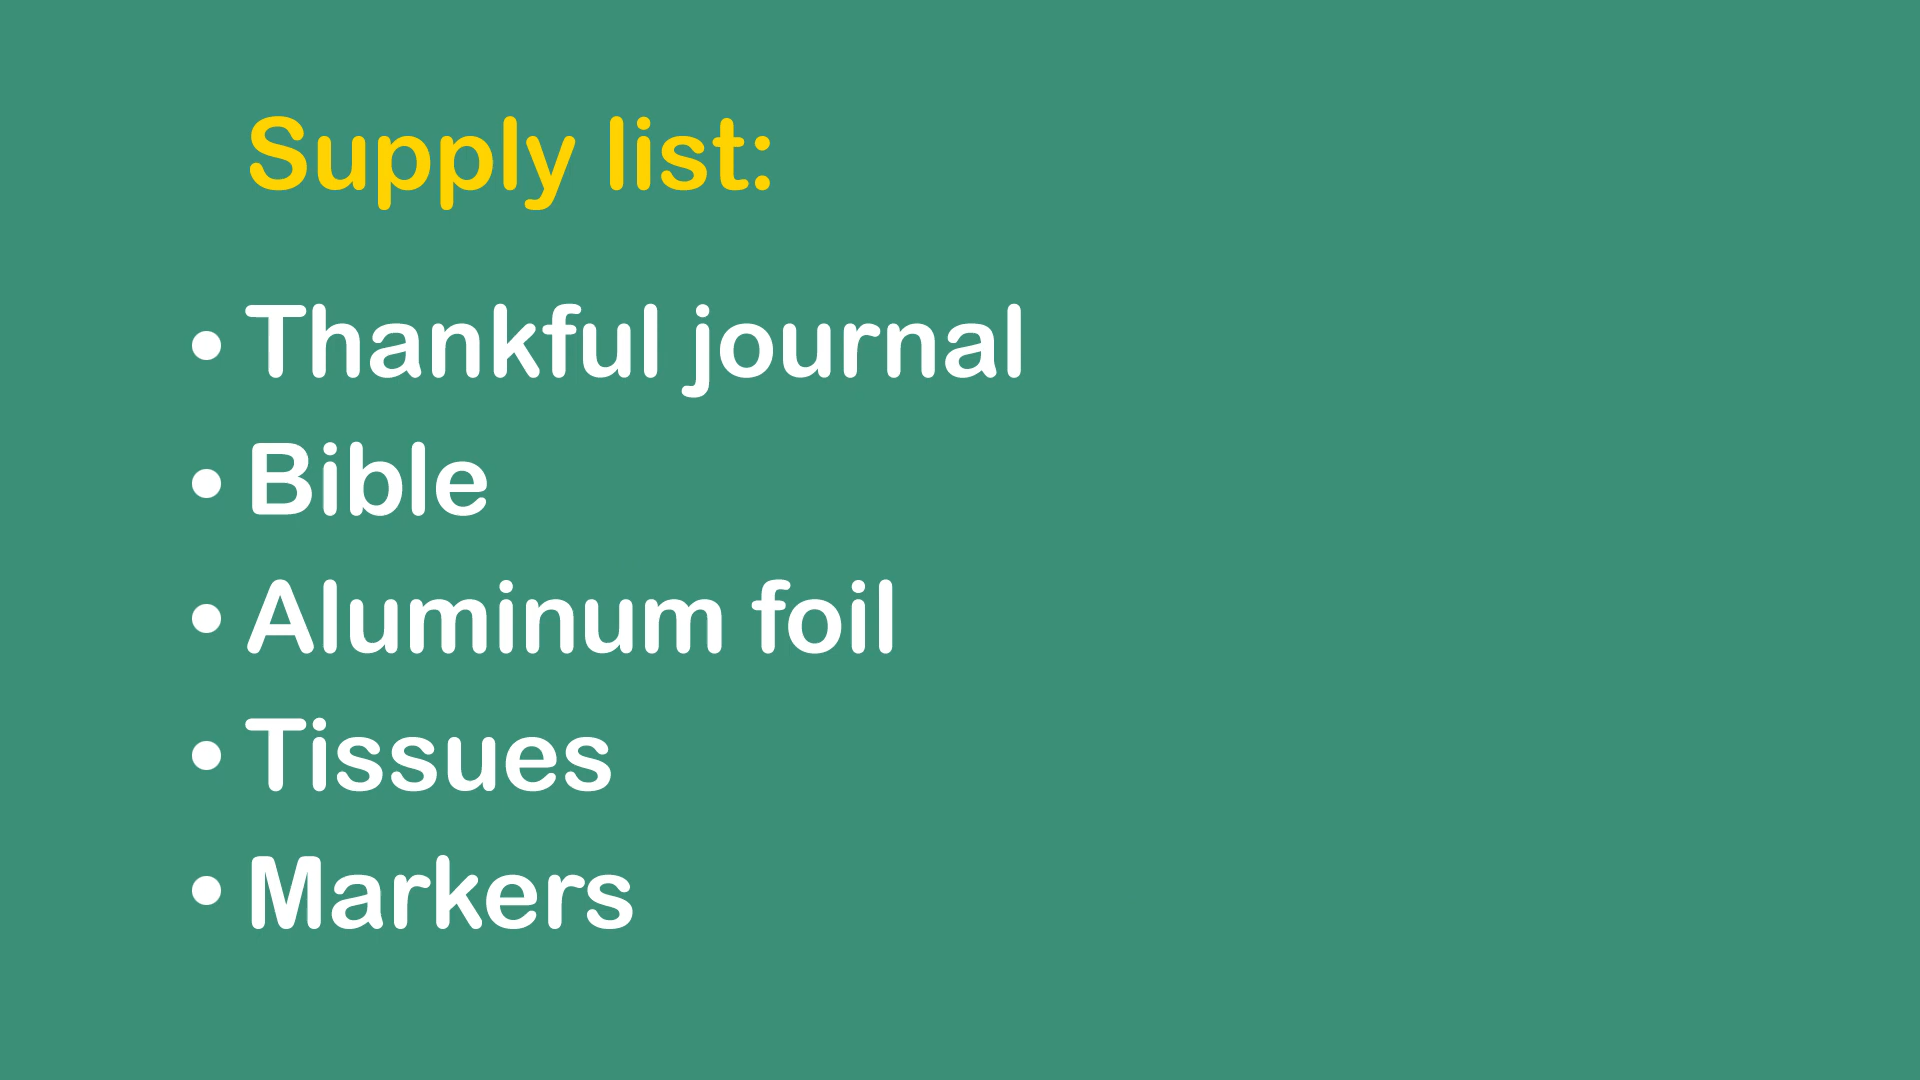 Supply list:
• Thankful journal
• Bible
• Aluminum foil
• Tissues
• Markers